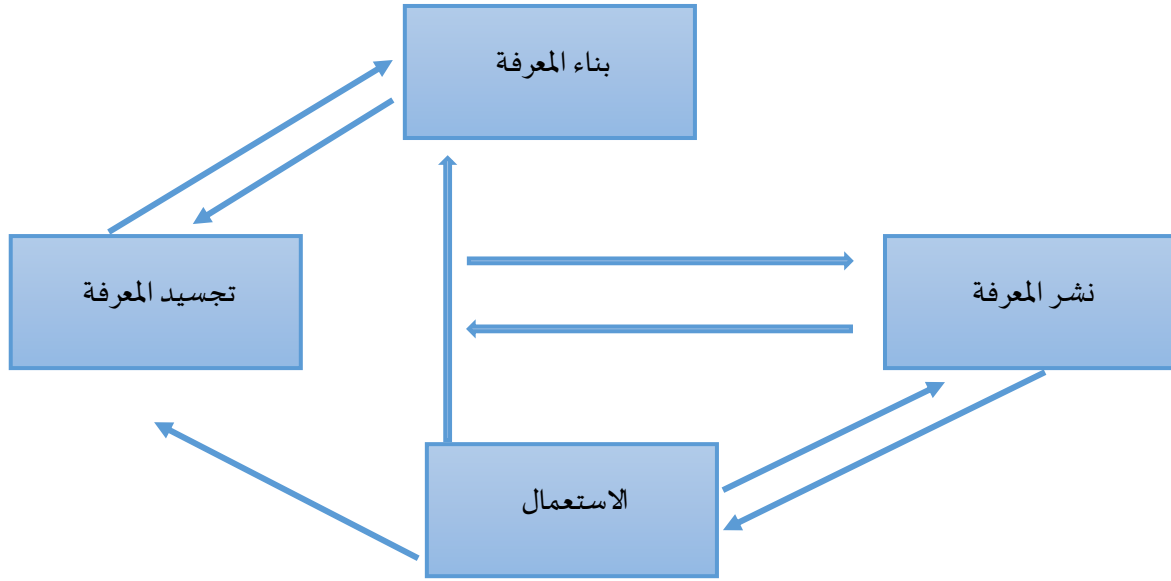 بناء المعرفة
تجسيد المعرفة
نشر المعرفة
الاستعمال